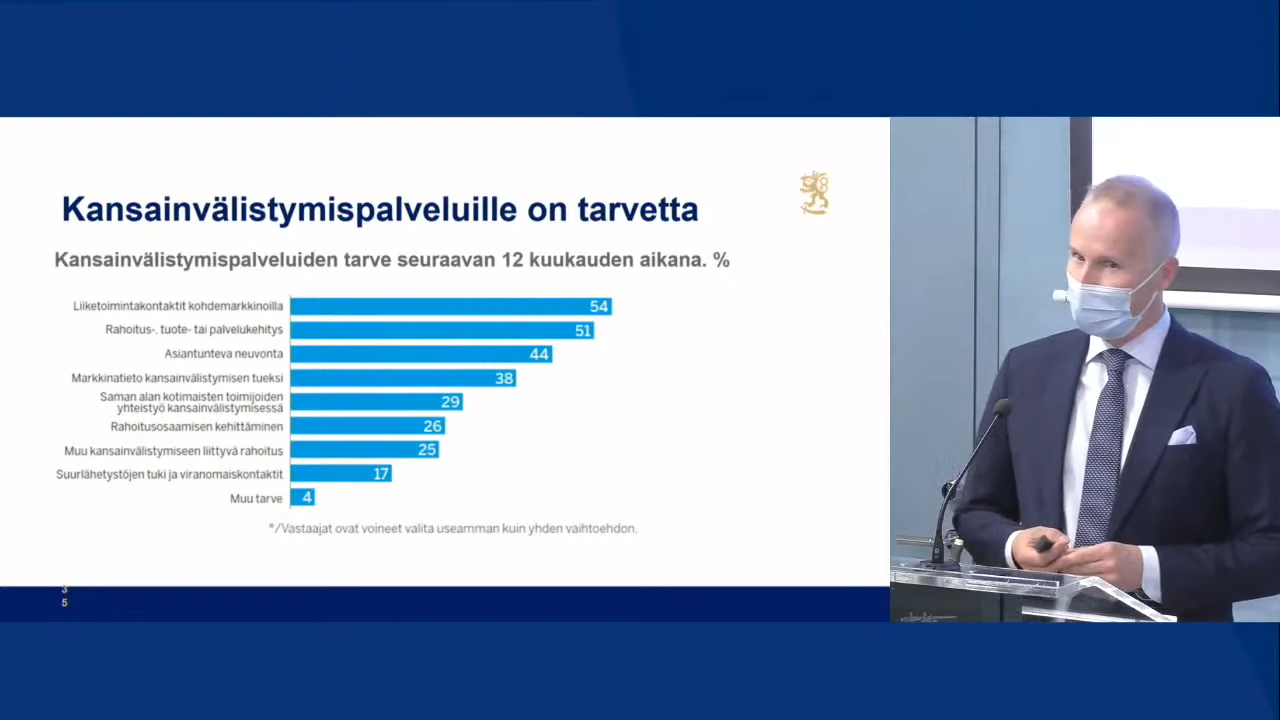 Kansainvälistymispalveluille on tarvetta
Kansainvälistymispalveluiden tarve seuraavan 12 kuukauden aikana. %
Liiketoimintakontaktit kohdemarkkinoilla 54
Rahoitus-, tuote- tai palvelukehitys 51
Asiantunteva neuvonta 44
Markkinatieto kansainvälistymisen tueksi 38
Saman alan kotimaisten toimijoiden
yhteistyö kansainvälistymisessä 29
Rahoitusosaamisen kehittäminen 26
Muu kansainvälistymiseen liittyvä rahoitus 25
Suurlähetystöjen tuki ja viranomaiskontaktit 17
Muu tarve 4
*/Vastaajat ovat voineet valita useamman kuin yhden vaihtoehdon.
3
5